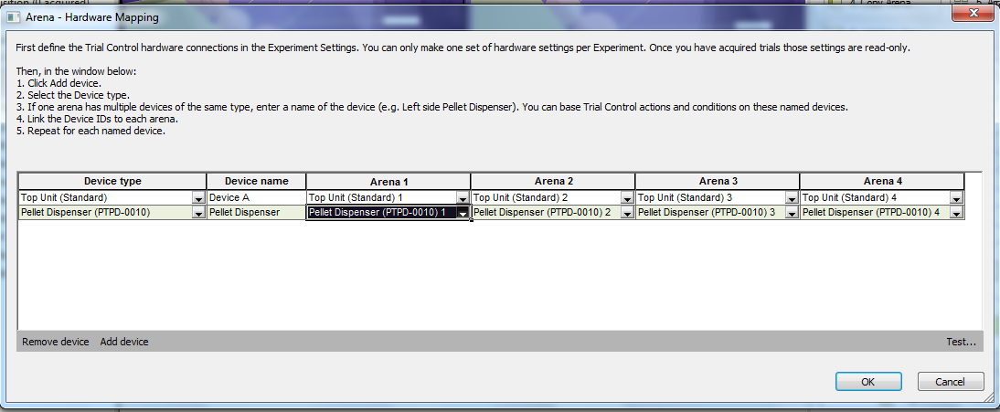 Arena - Hardware Mapping
First define the Trial Control hardware connections in the Experiment Settings. You can only make one set of hardware settings per Experiment. Once you have acquired trials those settings are read-only.
Then, in the window below:
1. Click Add device.
2. Select the Device type.
3. If one arena has multiple devices of the same type, enter a name of the device (e.g. Left side Pellet Dispenser). You can base Trial Control actions and conditions on these named devices.
4. Link the Device IDs to each arena.
5. Repeat for each named device.
Device type Device name Arena 1 Arena 2 Arena 3 Arena 4
Top Unit (Standard) Device A Top Unit (Standard) 1 Top Unit (Standard) 2 Top Unit (Standard) 3 Top Unit (Standard) 4
Pellet Dispenser (PTPD-0010) Pellet Dispenser Pellet Dispenser (PTPD-0010) 1 Pellet Dispenser (PTPD-0010) 2 Pellet Dispenser (PTPD-0010) 3 Pellet Dispenser (PTPD-0010) 4
Remove device Add device Test...
OK Cancel